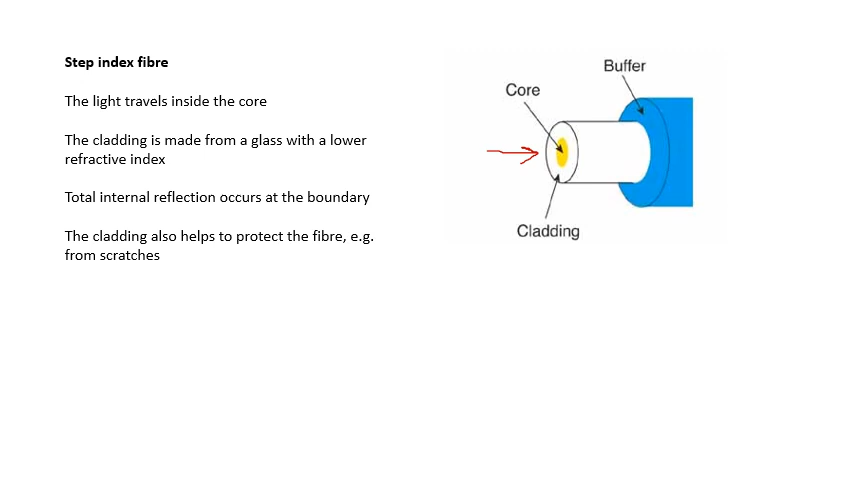 Step index fibre
The light travels inside the core
The cladding is made from a glass with a lower
refractive index
Total internal reflection occurs at the boundary
The cladding also helps to protect the fibre, e.g.
from scratches
Buffer
Core
Cladding